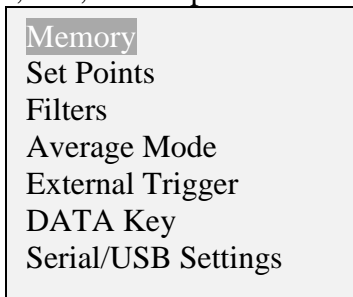 Memory
Set Points
Filters
Average Mode
External Trigger
DATA Key
Serial/USB Settings